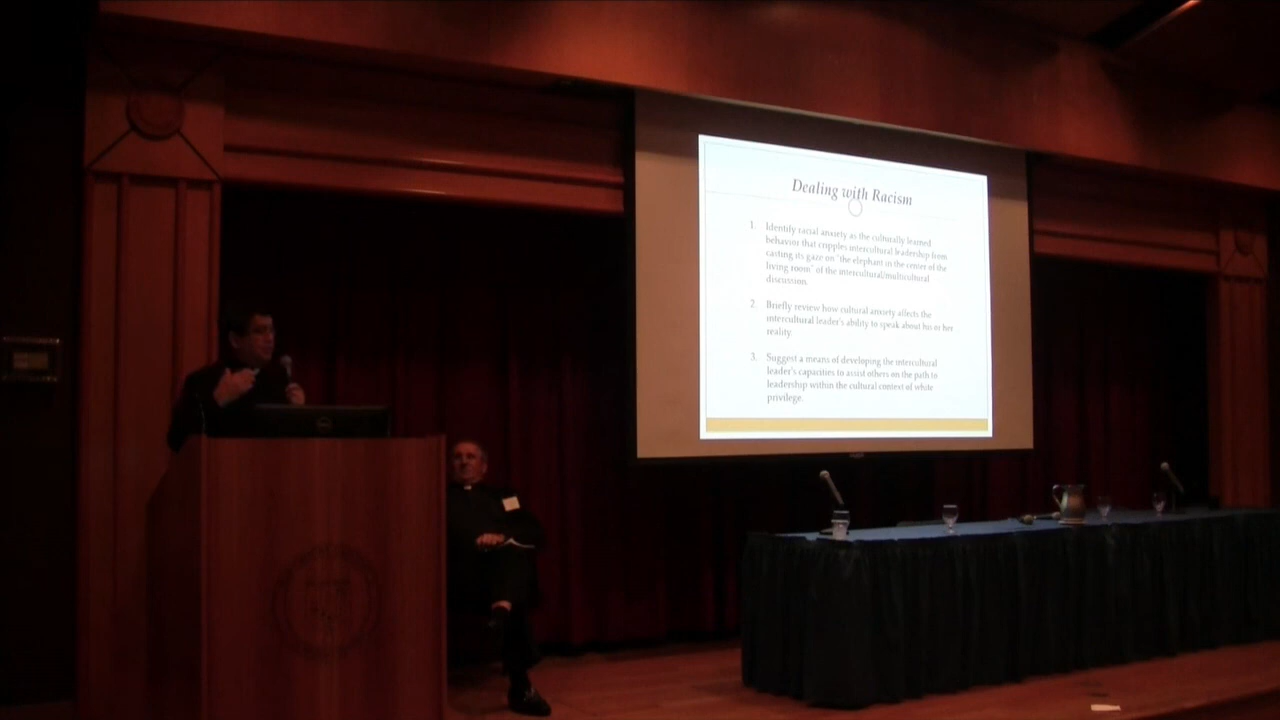 Dealing with Racism
1. Identify racial anxiety as the culturally learned
behavior that cripples intercultural leadership from
casting its gaze on "the elephant in the center of the
living room" of the intercultural/multicultural
discussion.
2. Briefly review how cultural anxiety affects the
intercultural leader's ability to speak about his or her
reality.
3. Suggest a means of developing the intercultural
leader's capacities to assist others on the path to
leadership within the cultural context of white
privilege.